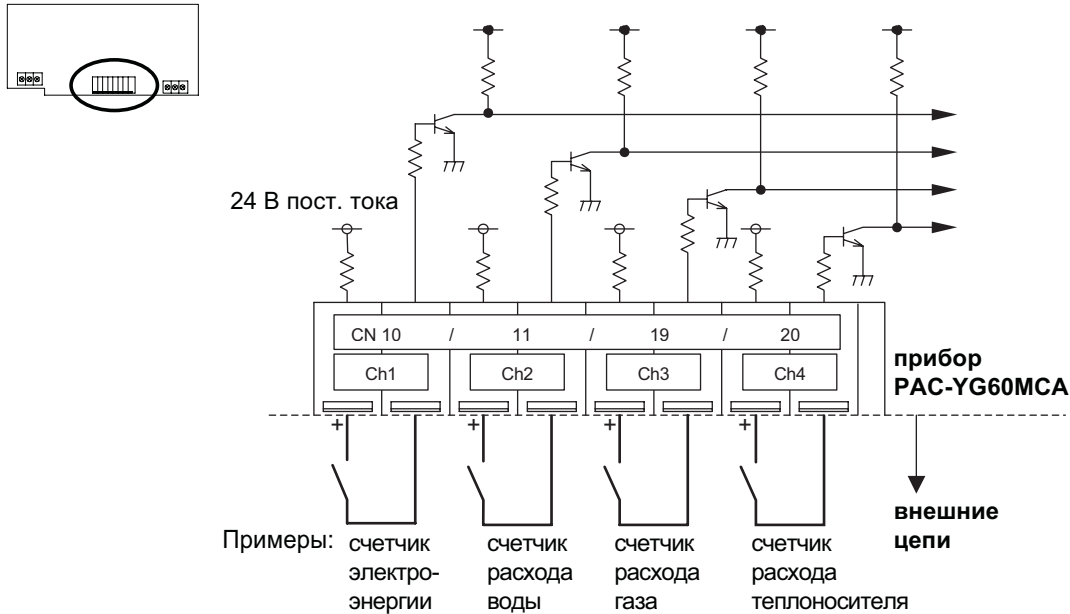 24 В пост. тока
CN 10 / 11 / 19 / 20
Ch1 Ch2 Ch3 Ch4
прибор
PAC-YG60MCA
+ + + +
внешние
цепи
Примеры:
счетчик
электро-
энергии
счетчик
расхода
воды
счетчик
расхода
газа
счетчик
расхода
теплоносителя